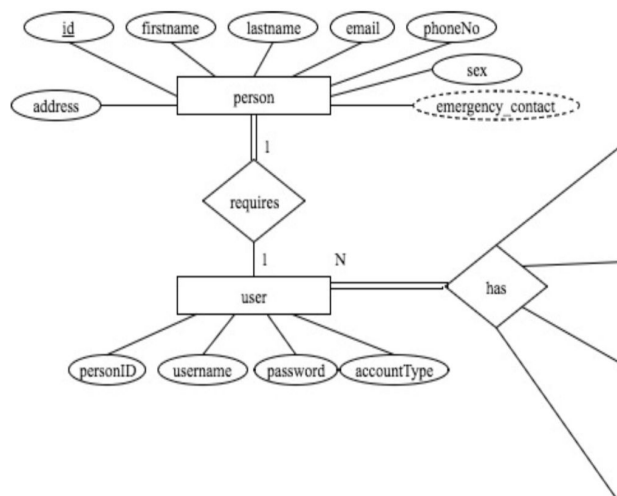 id
firstname
lastname
email
phoneNo
sex
address
person
emergency_contact
1
requires
1
N
user
has
personID
username
password
accountType